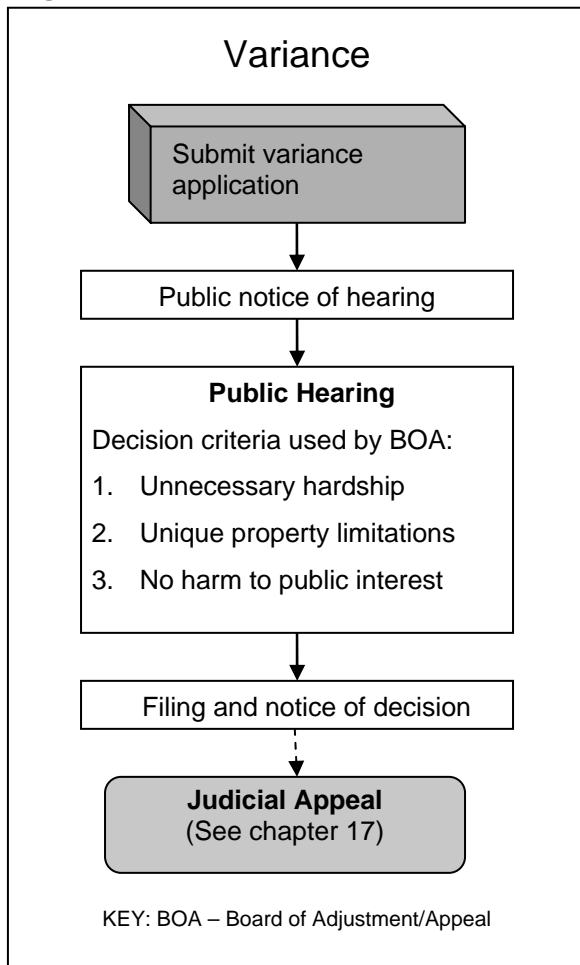 Variance
Submit variance
application
Public notice of hearing
Public Hearing
Decision criteria used by BOA:
1. Unnecessary hardship
2. Unique property limitations
3. No harm to public interest
Filing and notice of decision
Judicial Appeal
(See chapter 17)
KEY: BOA – Board of Adjustment/Appeal